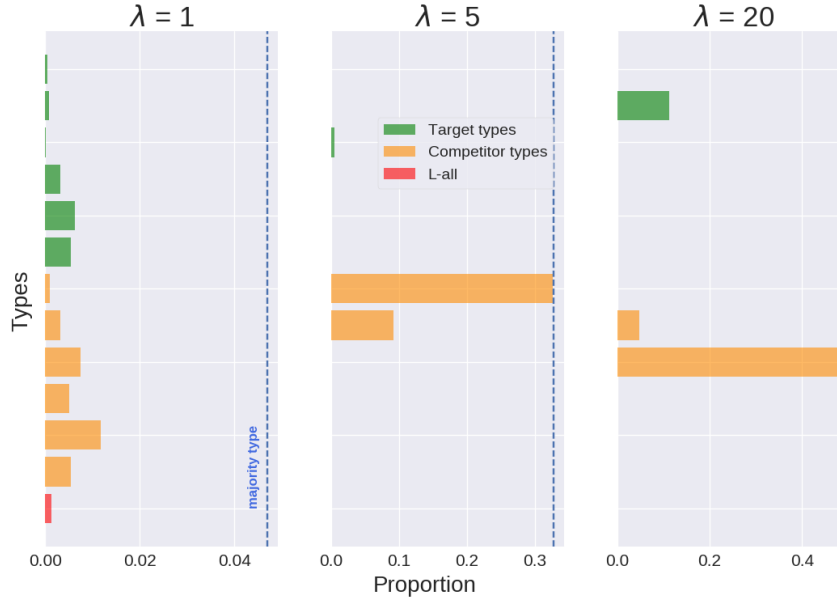 λ = 1
λ = 5
λ = 20
Types
Target types
Competitor types
L-all
majority type
0.00
0.02
0.04
0.0
0.1
0.2
0.3
0.0
0.2
0.4
Proportion